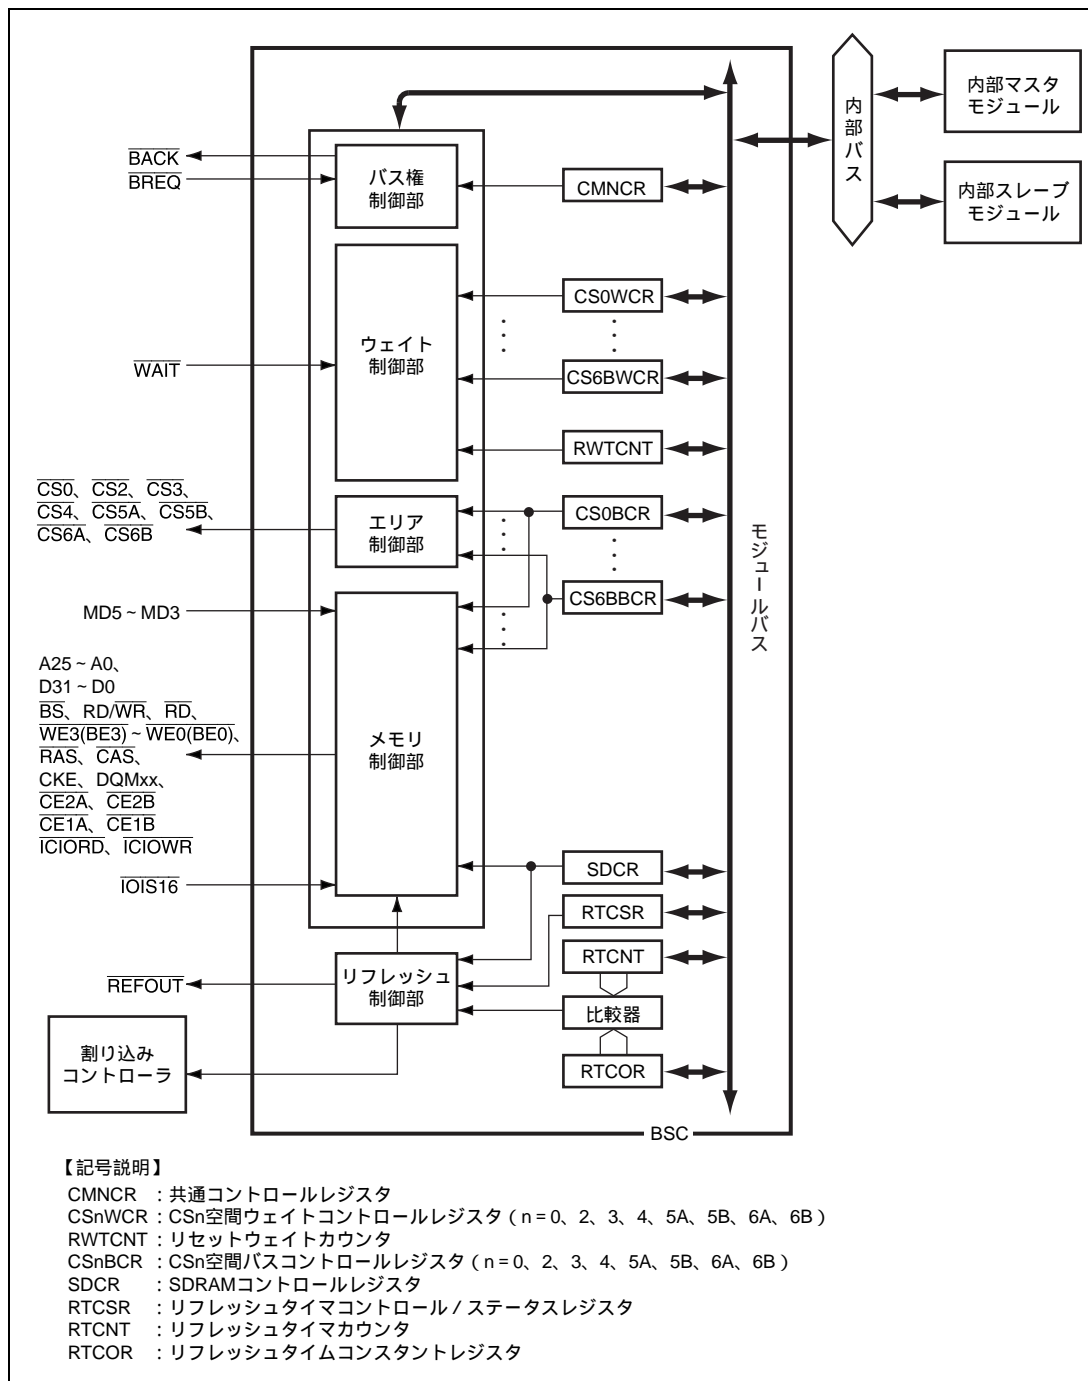 内部マスタ
モジュール
内部バス
内部スレーブ
モジュール
BACK
BREQ
バス権
制御部
CMNCR
CS0WCR
ウェイト
制御部
WAIT
CS6BWCR
RWTCNT
CS0、CS2、CS3、
CS4、CS5A、CS5B、
CS6A、CS6B
エリア
制御部
CS0BCR
モジュールバス
CS6BBCR
MD5~MD3
A25~A0、
D31~D0
BS、RD/WR、RD、
WE3(BE3)~WE0(BE0)、
RAS、CAS、
CKE、DQMxx、
CE2A、CE2B
CE1A、CE1B
ICIORD、ICIOWR
メモリ
制御部
IOIS16
SDCR
RTCSR
RTCNT
REFOUT
リフレッシュ
制御部
比較器
割り込み
コントローラ
RTCOR
BSC
【記号説明】
CMNCR :共通コントロールレジスタ
CSnWCR:CSn空間ウェイトコントロールレジスタ(n=0、2、3、4、5A、5B、6A、6B)
RWTCNT:リセットウェイトカウンタ
CSnBCR :CSn空間バスコントロールレジスタ(n=0、2、3、4、5A、5B、6A、6B)
SDCR :SDRAMコントロールレジスタ
RTCSR :リフレッシュタイマコントロール/ステータスレジスタ
RTCNT :リフレッシュタイマカウンタ
RTCOR :リフレッシュタイムコンスタントレジスタ